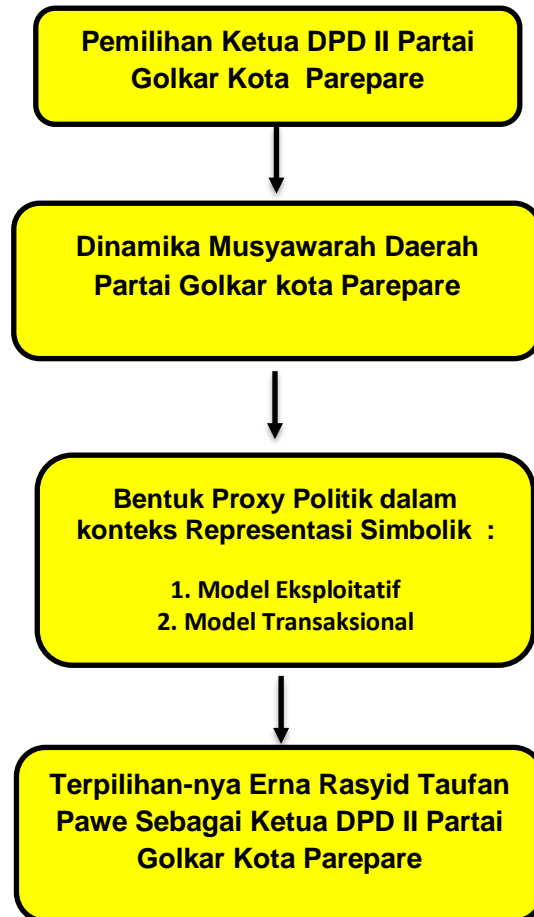 Pemilihan Ketua DPD II Partai
Golkar Kota Parepare
Dinamika Musyawarah Daerah
Partai Golkar kota Parepare
Bentuk Proxy Politik dalam
konteks Representasi Simbolik :
1. Model Eksploitatif
2. Model Transaksional
Terpilihan-nya Erna Rasyid Taufan
Pawe Sebagai Ketua DPD II Partai
Golkar Kota Parepare